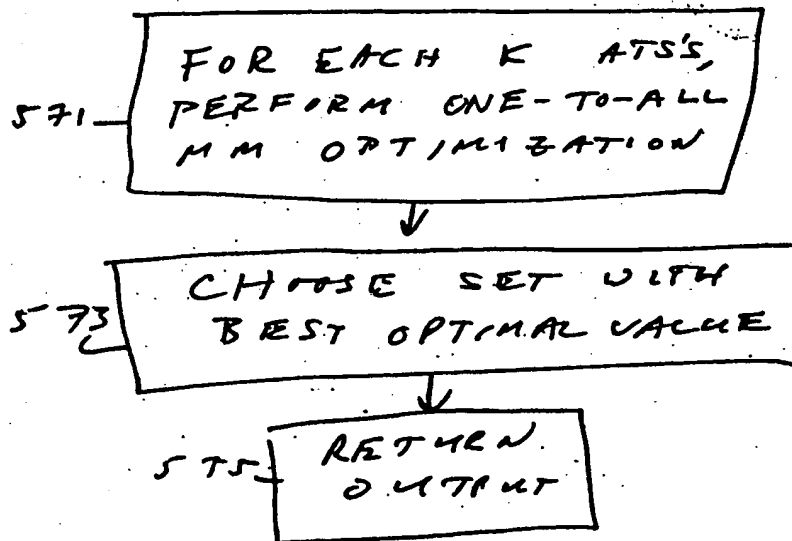 FOR EACH K ATS'S,
571
PERFORM ONE-TO-ALL
MM OPTIMIZATION
CHOOSE SET WITH
573
BEST OPTIMAL VALUE
RETURN
575
OUTPUT